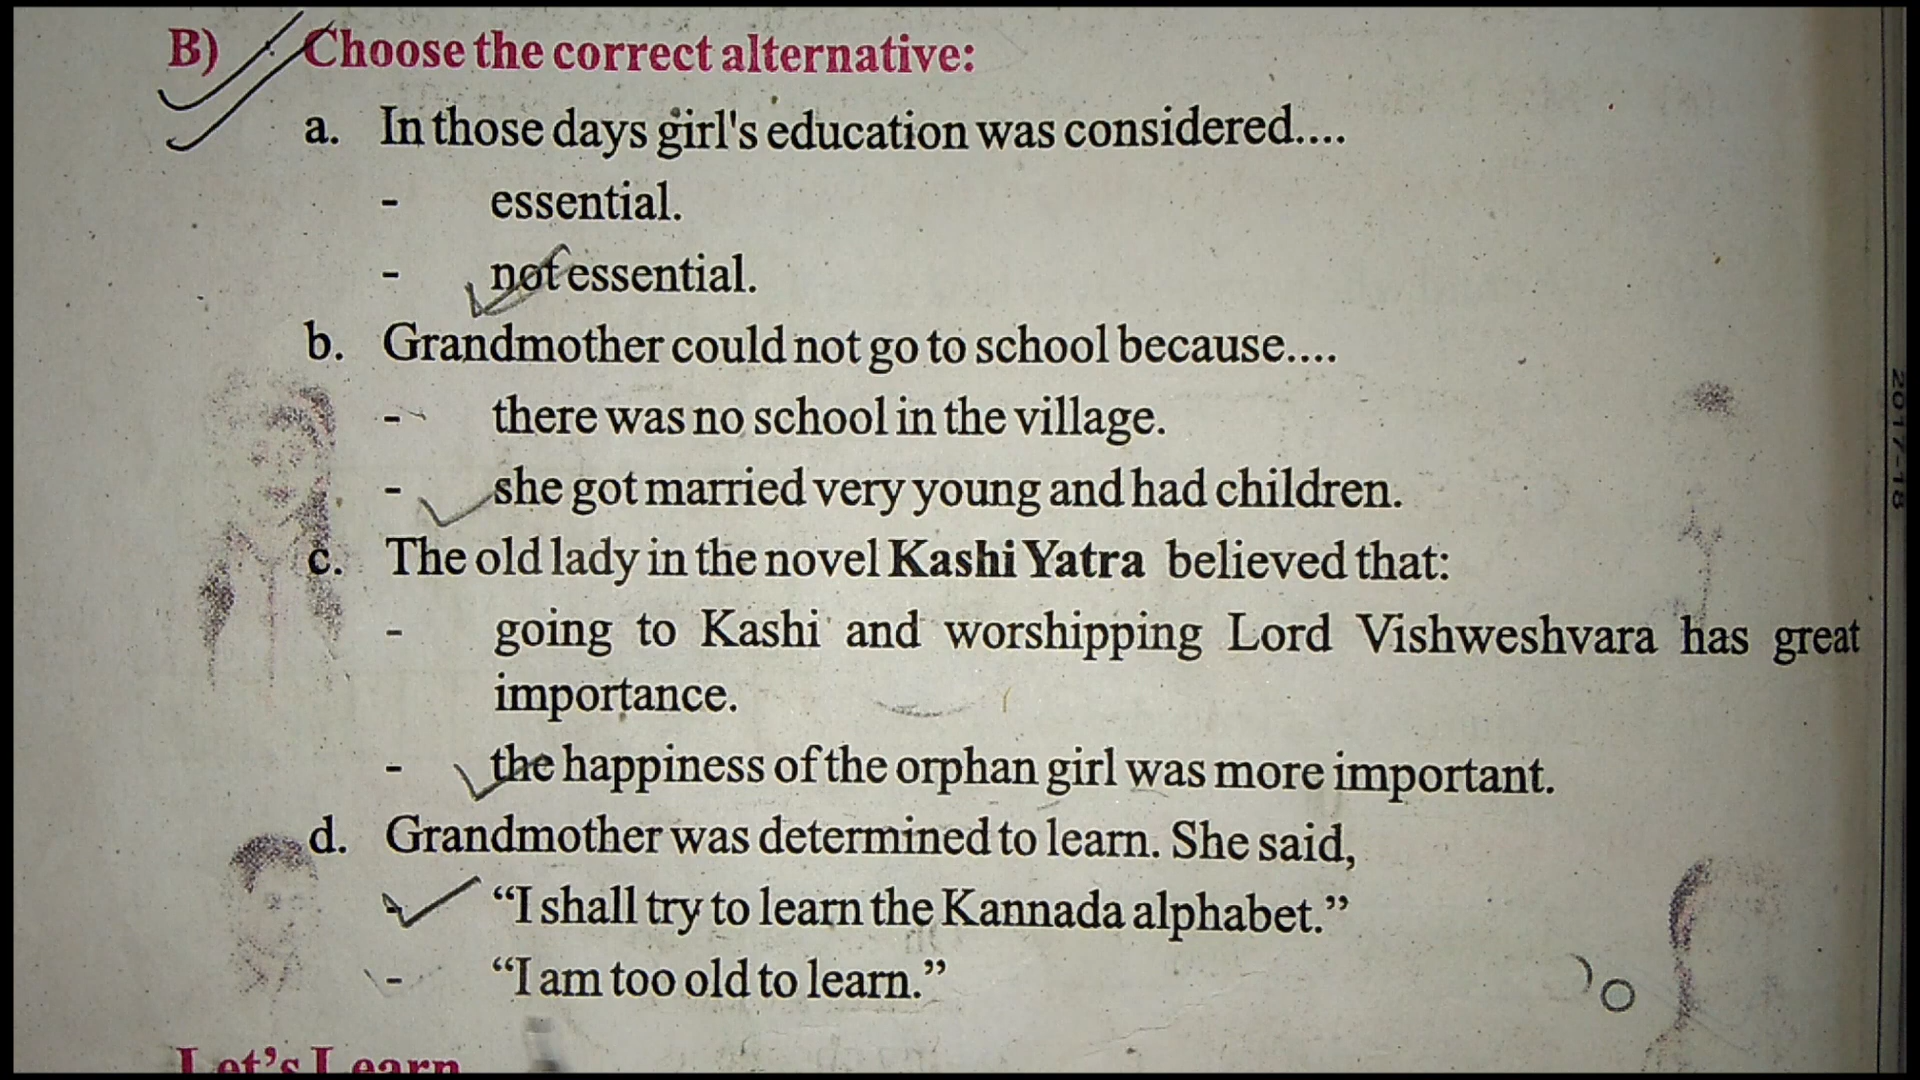 B) Choose the correct alternative:
a. In those days girl's education was considered....
- essential.
- not essential.
b. Grandmother could not go to school because....
- there was no school in the village.
- she got married very young and had children.
c. The old lady in the novel Kashi Yatra believed that:
- going to Kashi and worshipping Lord Vishweshvara has great
importance.
- the happiness of the orphan girl was more important.
d. Grandmother was determined to learn. She said,
- “I shall try to learn the Kannada alphabet.”
- “I am too old to learn.”
Let’s Learn
2017-18